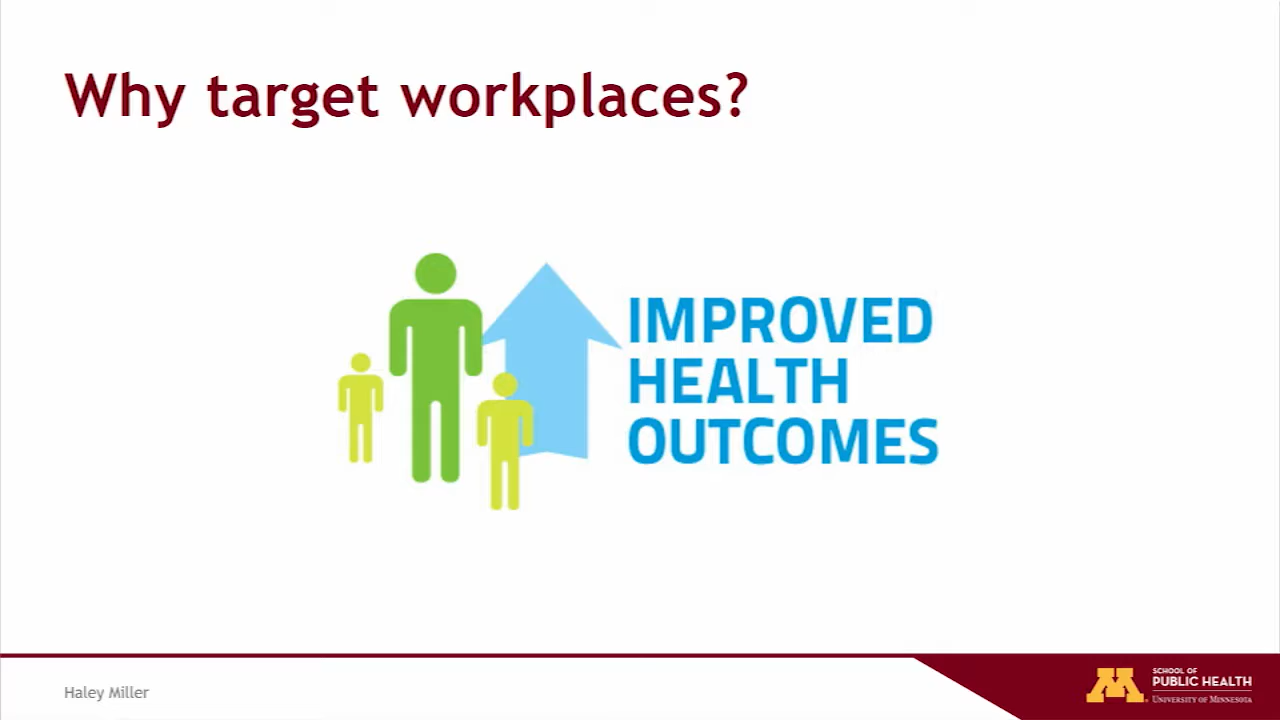 Why target workplaces?
IMPROVED
HEALTH
OUTCOMES
Haley Miller
M
SCHOOL OF
PUBLIC HEALTH
UNIVERSITY OF MINNESOTA